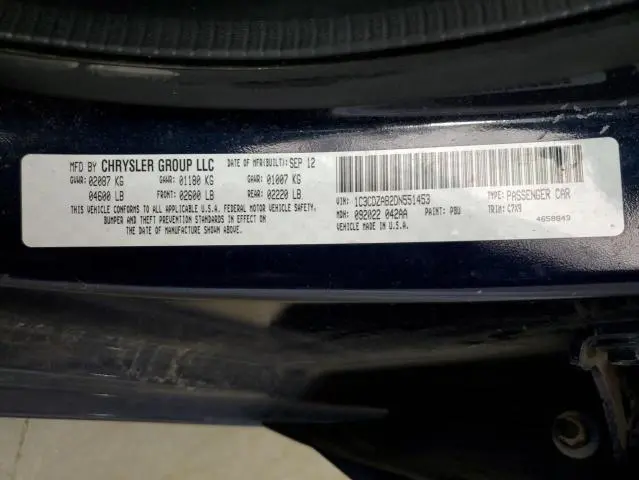 MFD BY CHRYSLER GROUP LLC DATE OF MFR(BUILT): SEP 12
GVWR: 02087 KG GAWR: 01180 KG GAWR: 01007 KG
04600 LB FRONT: 02600 LB REAR: 02220 LB
THIS VEHICLE CONFORMS TO ALL APPLICABLE U.S.A. FEDERAL MOTOR VEHICLE SAFETY,
BUMPER AND THEFT PREVENTION STANDARDS IN EFFECT ON
THE DATE OF MANUFACTURE SHOWN ABOVE.
VIN: 1C3CDZAB2DN551453 TYPE: PASSENGER CAR
MDH: 092022 042AA PAINT: PBU TRIM: C7X9
VEHICLE MADE IN U.S.A. 4658843